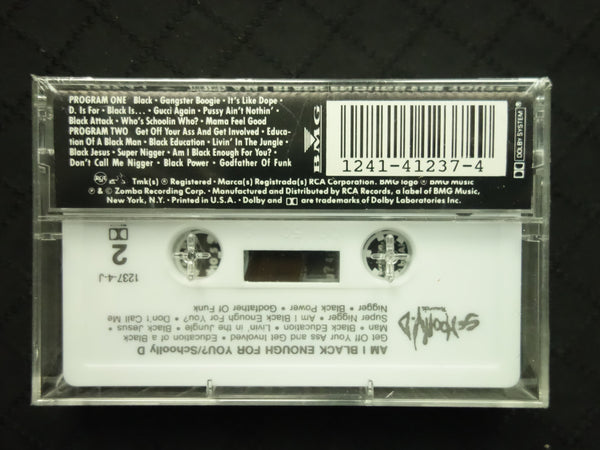 PROGRAM ONE Black • Gangster Boogie • It's Like Dope •
D. Is For • Black Is... • Gucci Again • Pussy Ain't Nothin' •
Black Attack • Who's Schoolin Who? • Mama Feel Good
PROGRAM TWO Get Off Your Ass And Get Involved • Educa-
tion Of A Black Man • Black Education • Livin' In The Jungle •
Black Jesus • Super Nigger • Am I Black Enough For You? •
Don't Call Me Nigger • Black Power • Godfather Of Funk
BMG
1241-41237-4
DOLBY SYSTEM®
RCA Tmk(s) ® Registered • Marca(s) Registrada(s) RCA Corporation. BMG logo ® BMG Music
℗ & © Zomba Recording Corp. • Manufactured and Distributed by RCA Records, a label of BMG Music,
New York, N.Y. • Printed in U.S.A. • Dolby and are trademarks of Dolby Laboratories Inc.
AM I BLACK ENOUGH FOR YOU?/Schoolly D
Get Off Your Ass and Get Involved • Education of a Black
Man • Black Education • Livin' in the Jungle • Black Jesus •
Super Nigger • Am I Black Enough For You? • Don't Call Me
Nigger • Black Power • Godfather Of Funk
Schoolly D
Records
2
1237-4-J